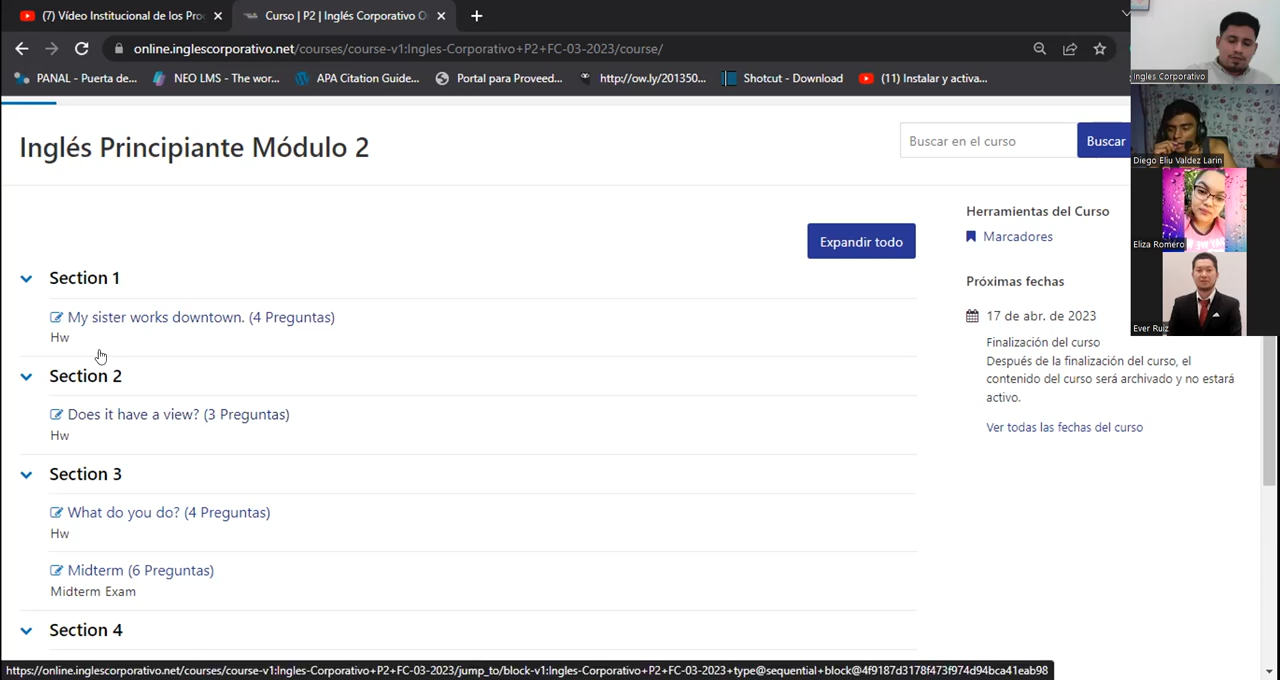 (7) Vídeo Institucional de los Pro
Curso | P2 | Inglés Corporativo O
online.inglescorporativo.net/courses/course-v1:Ingles-Corporativo+P2+FC-03-2023/course/
PANAL - Puerta de...
NEO LMS - The wor...
APA Citation Guide...
Portal para Proveed...
http://ow.ly/201350...
Shotcut - Download
(11) Instalar y activa...
Ingles Corporativo
Diego Eliu Valdez Larin
Eliza Romero
Ever Ruiz
Inglés Principiante Módulo 2
Buscar en el curso
Buscar
Expandir todo
Section 1
My sister works downtown. (4 Preguntas)
Hw
Section 2
Does it have a view? (3 Preguntas)
Hw
Section 3
What do you do? (4 Preguntas)
Hw
Midterm (6 Preguntas)
Midterm Exam
Section 4
Herramientas del Curso
Marcadores
Próximas fechas
17 de abr. de 2023
Finalización del curso
Después de la finalización del curso, el
contenido del curso será archivado y no estará
activo.
Ver todas las fechas del curso
https://online.inglescorporativo.net/courses/course-v1:Ingles-Corporativo+P2+FC-03-2023/jump_to/block-v1:Ingles-Corporativo+P2+FC-03-2023+type@sequential+block@4f9187d3178f473f974d94bca41eab98